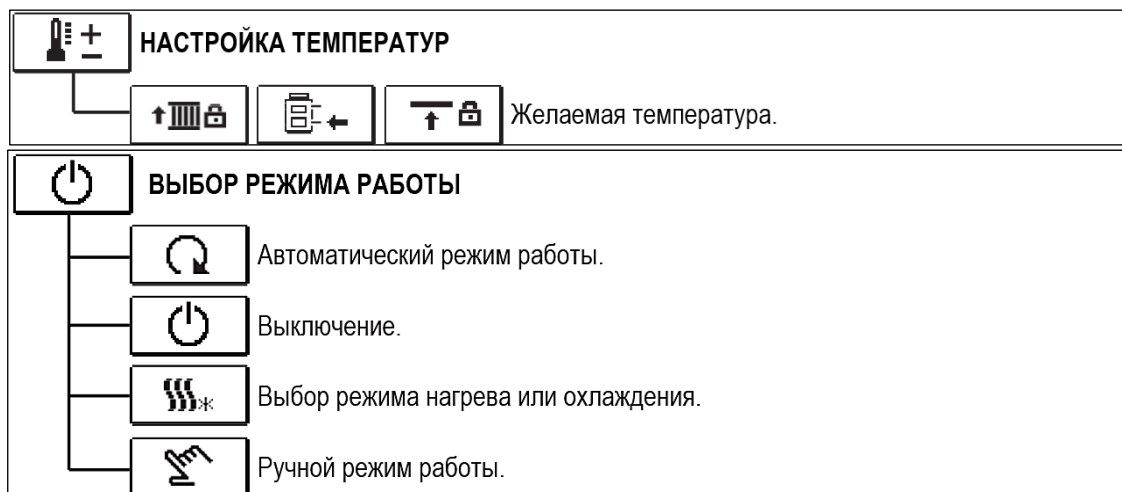 НАСТРОЙКА ТЕМПЕРАТУР
Желаемая температура.
ВЫБОР РЕЖИМА РАБОТЫ
Автоматический режим работы.
Выключение.
Выбор режима нагрева или охлаждения.
Ручной режим работы.